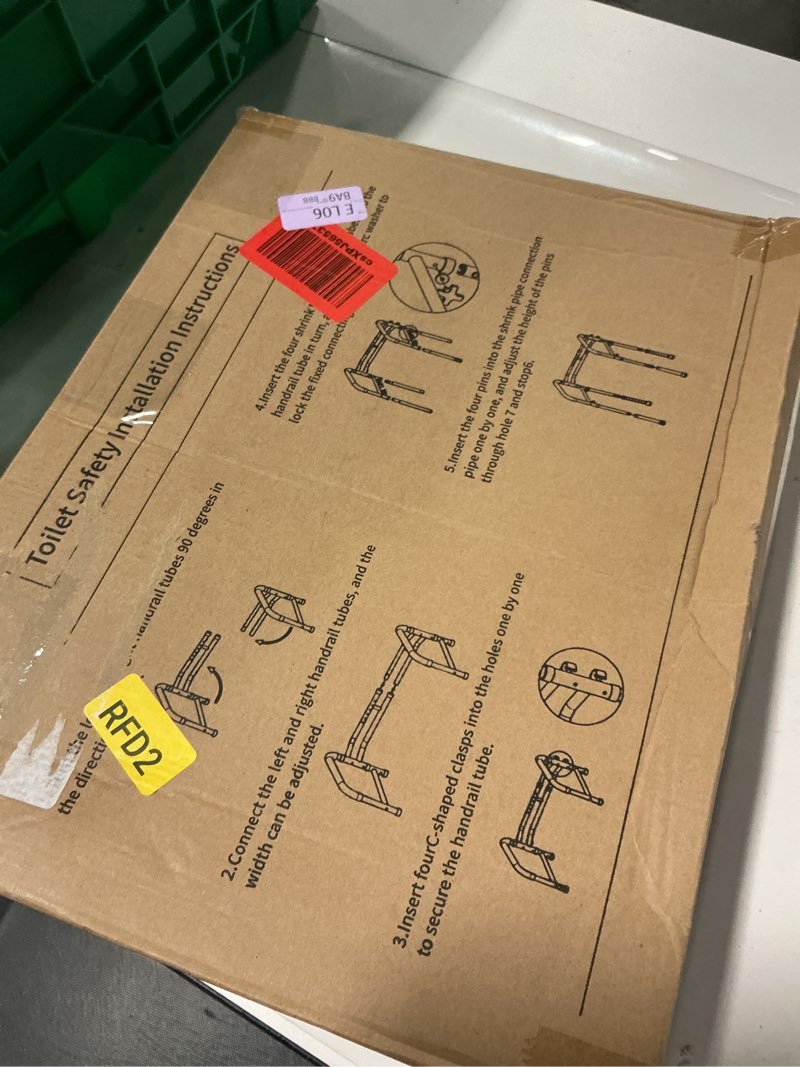 Toilet Safety Installation Instructions
the
handrail tubes 90 degrees in
the directi
2.Connect the left and right handrail tubes, and the
width can be adjusted.
3.Insert fourC-shaped clasps into the holes one by one
to secure the handrail tube.
4.Insert the four shrink the
handrail tube in turn,
lock the fixed washer to
5.Insert the four pins into the shrink pipe connection
pipe one by one, and adjust the height of the pins
through hole 7 and stop6.
RFD2
E L06
BA9